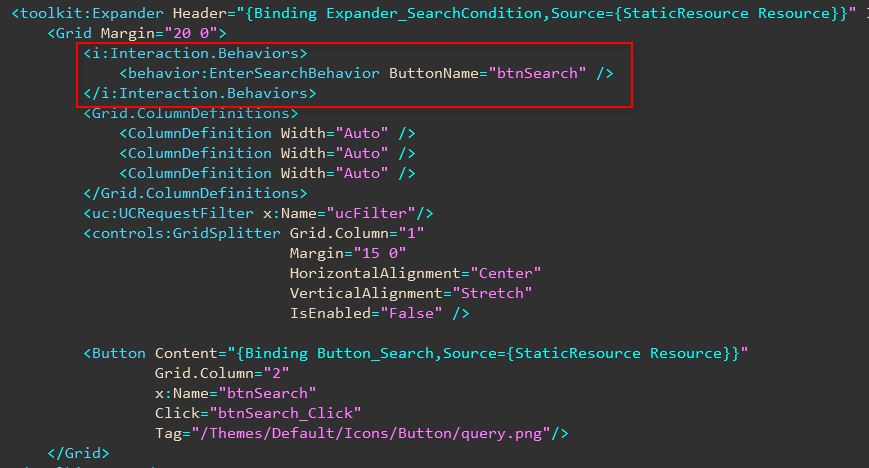 <toolkit:Expander Header="{Binding Expander_SearchCondition,Source={StaticResource Resource}}"
<Grid Margin="20 0">
<i:Interaction.Behaviors>
<behavior:EnterSearchBehavior ButtonName="btnSearch" />
</i:Interaction.Behaviors>
<Grid.ColumnDefinitions>
<ColumnDefinition Width="Auto" />
<ColumnDefinition Width="Auto" />
<ColumnDefinition Width="Auto" />
</Grid.ColumnDefinitions>
<uc:UCRequestFilter x:Name="ucFilter"/>
<controls:GridSplitter Grid.Column="1"
Margin="15 0"
HorizontalAlignment="Center"
VerticalAlignment="Stretch"
IsEnabled="False" />
<Button Content="{Binding Button_Search,Source={StaticResource Resource}}"
Grid.Column="2"
x:Name="btnSearch"
Click="btnSearch_Click"
Tag="/Themes/Default/Icons/Button/query.png"/>
</Grid>